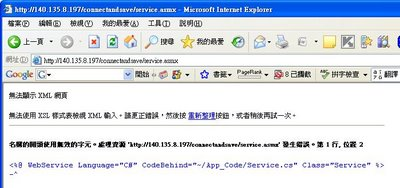 http://140.135.8.197/connectandsave/service.asmx - Microsoft Internet Explorer
檔案(F) 編輯(E) 檢視(V) 我的最愛(A) 工具(T) 說明(H)
上一頁 搜尋 我的最愛
網址(D) http://140.135.8.197/connectandsave/service.asmx
Google 開始 書籤 PageRank 8 已攔截 拼字檢查 翻譯
無法顯示 XML 網頁
無法使用 XSL 樣式表檢視 XML 輸入。請更正錯誤，然後按 重新整理按鈕，或者稍後再試一次。
名稱的開頭使用無效的字元。處理資源 'http://140.135.8.197/connectandsave/service.asmx' 發生錯誤。第 1 行, 位置 2
<%@ WebService Language="C#" CodeBehind="~/App_Code/Service.cs" Class="Service" %>
-^